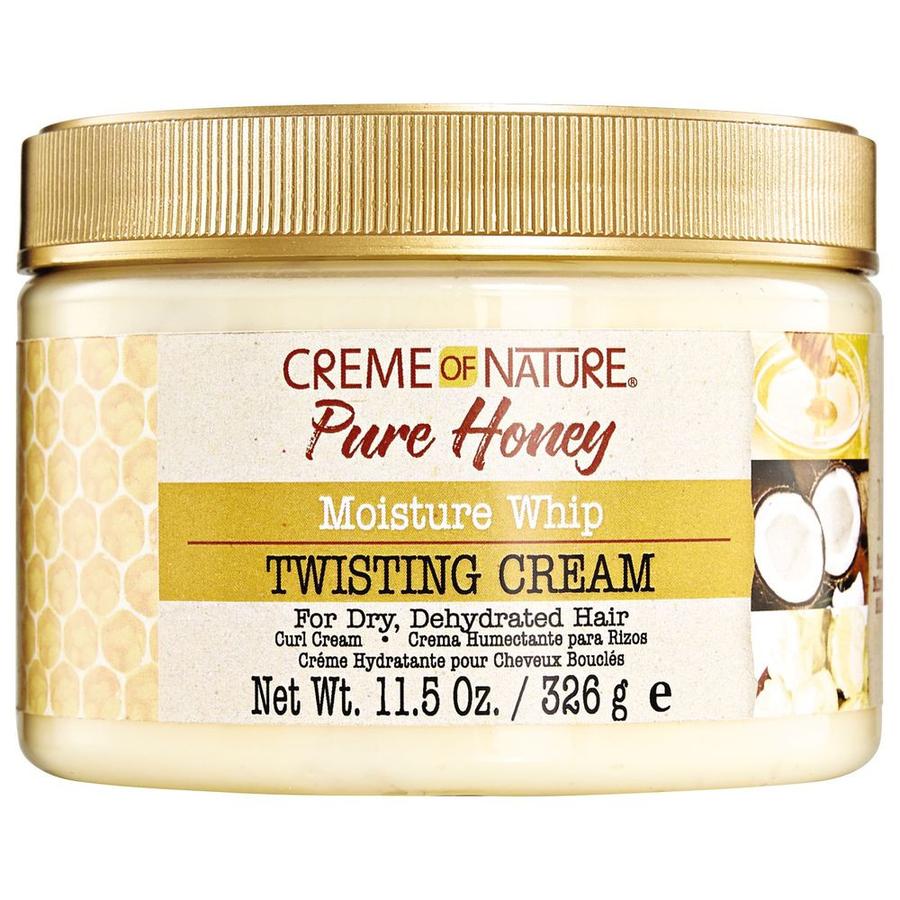 CREME OF NATURE®
Pure Honey
Moisture Whip
TWISTING CREAM
For Dry, Dehydrated Hair
Curl Cream • Crema Humectante para Rizos
Créme Hydratante pour Cheveux Bouclés
Net Wt. 11.5 Oz. / 326 g e